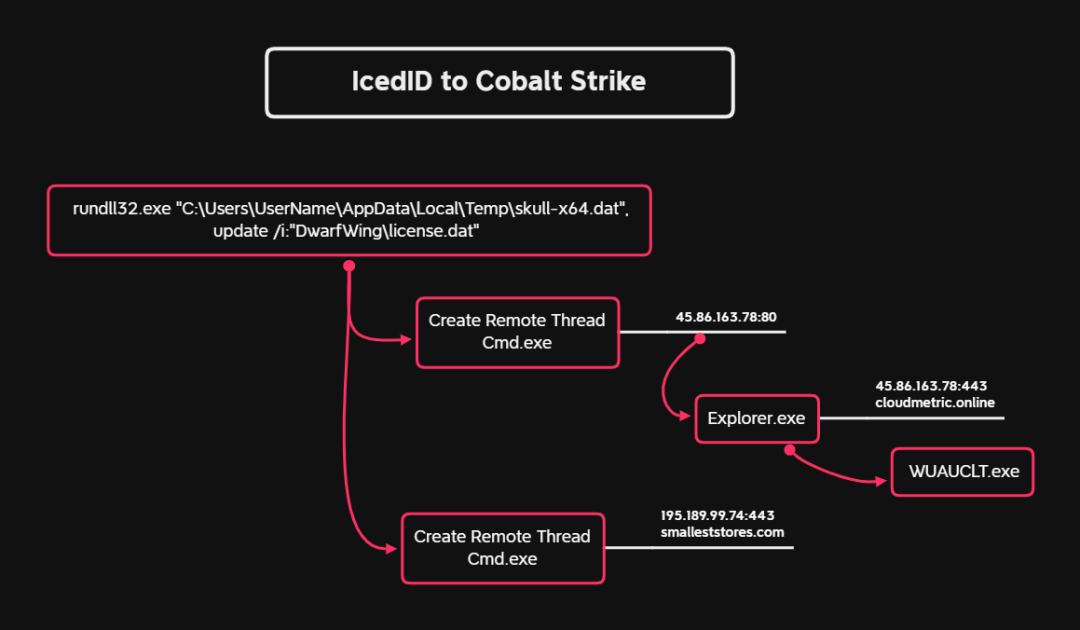 IcedID to Cobalt Strike
rundll32.exe "C:\Users\UserName\AppData\Local\Temp\skull-x64.dat",
update /i:"DwarfWing\license.dat"
Create Remote Thread
Cmd.exe
45.86.163.78:80
Explorer.exe
45.86.163.78:443
cloudmetric.online
WUAUCLT.exe
Create Remote Thread
Cmd.exe
195.189.99.74:443
smalleststores.com